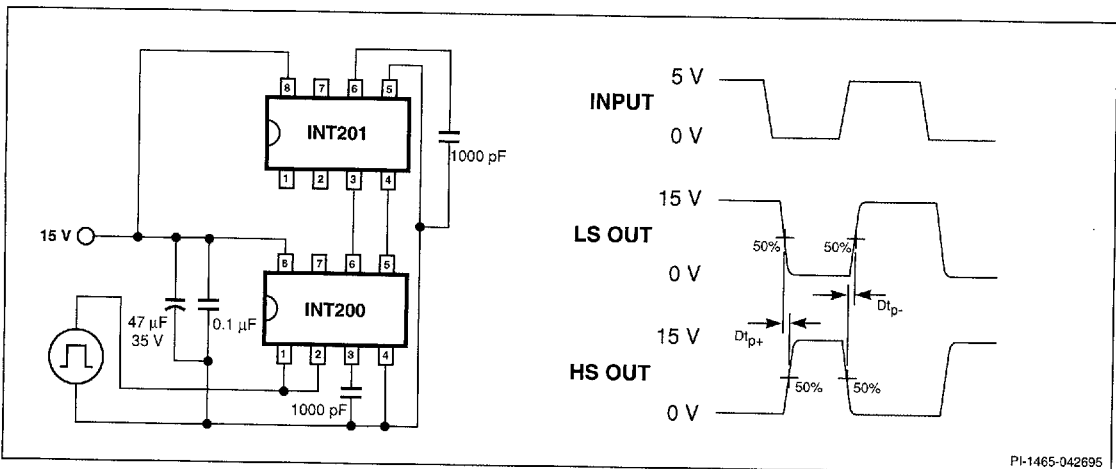 8 7 6 5
INT201
1000 pF
1 2 3 4
15 V
8 7 6 5
INT200
47 µF
35 V
0.1 µF
1 2 3 4
1000 pF
5 V
INPUT
0 V
15 V
LS OUT
50% 50%
0 V
Dtp-
Dtp+
15 V
HS OUT
50% 50%
0 V
PI-1465-042695